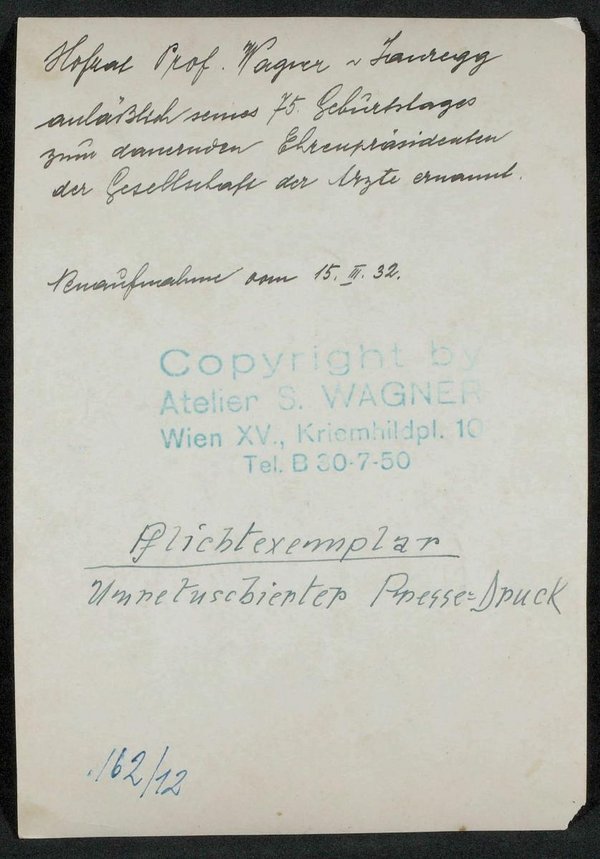 Hofrat Prof. Wagner v Jauregg
anläßlich seines 75. Geburtstages
zum dauernden Ehrenpräsidenten
der Gesellschaft der Ärzte ernannt.
Neuaufnahme vom 15. III. 32.
Copyright by
Atelier S. WAGNER
Wien XV., Kriemhildpl. 10
Tel. B 30-7-50
Pflichtexemplar
Unretuschierter Presse=Druck
162/12